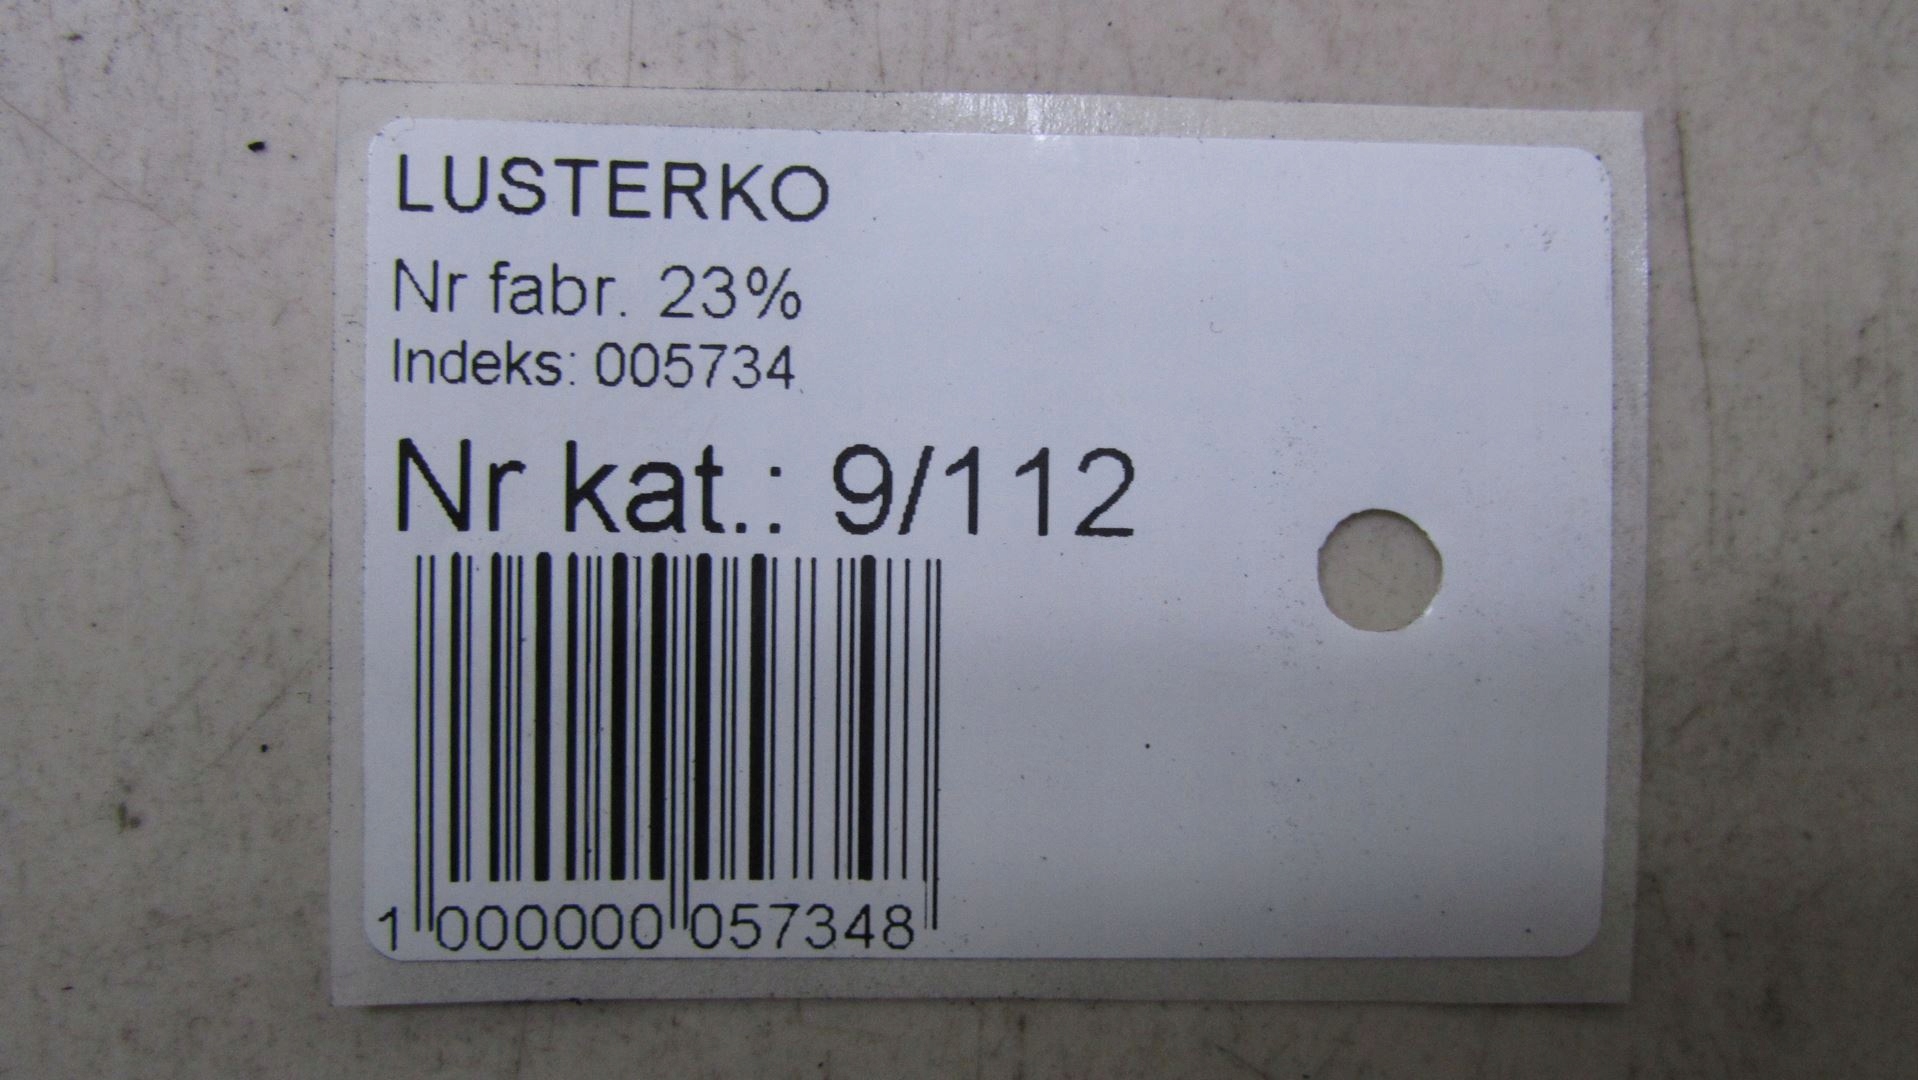 LUSTERKO
Nr fabr. 23%
Indeks: 005734
Nr kat.: 9/112
1 000000 057348